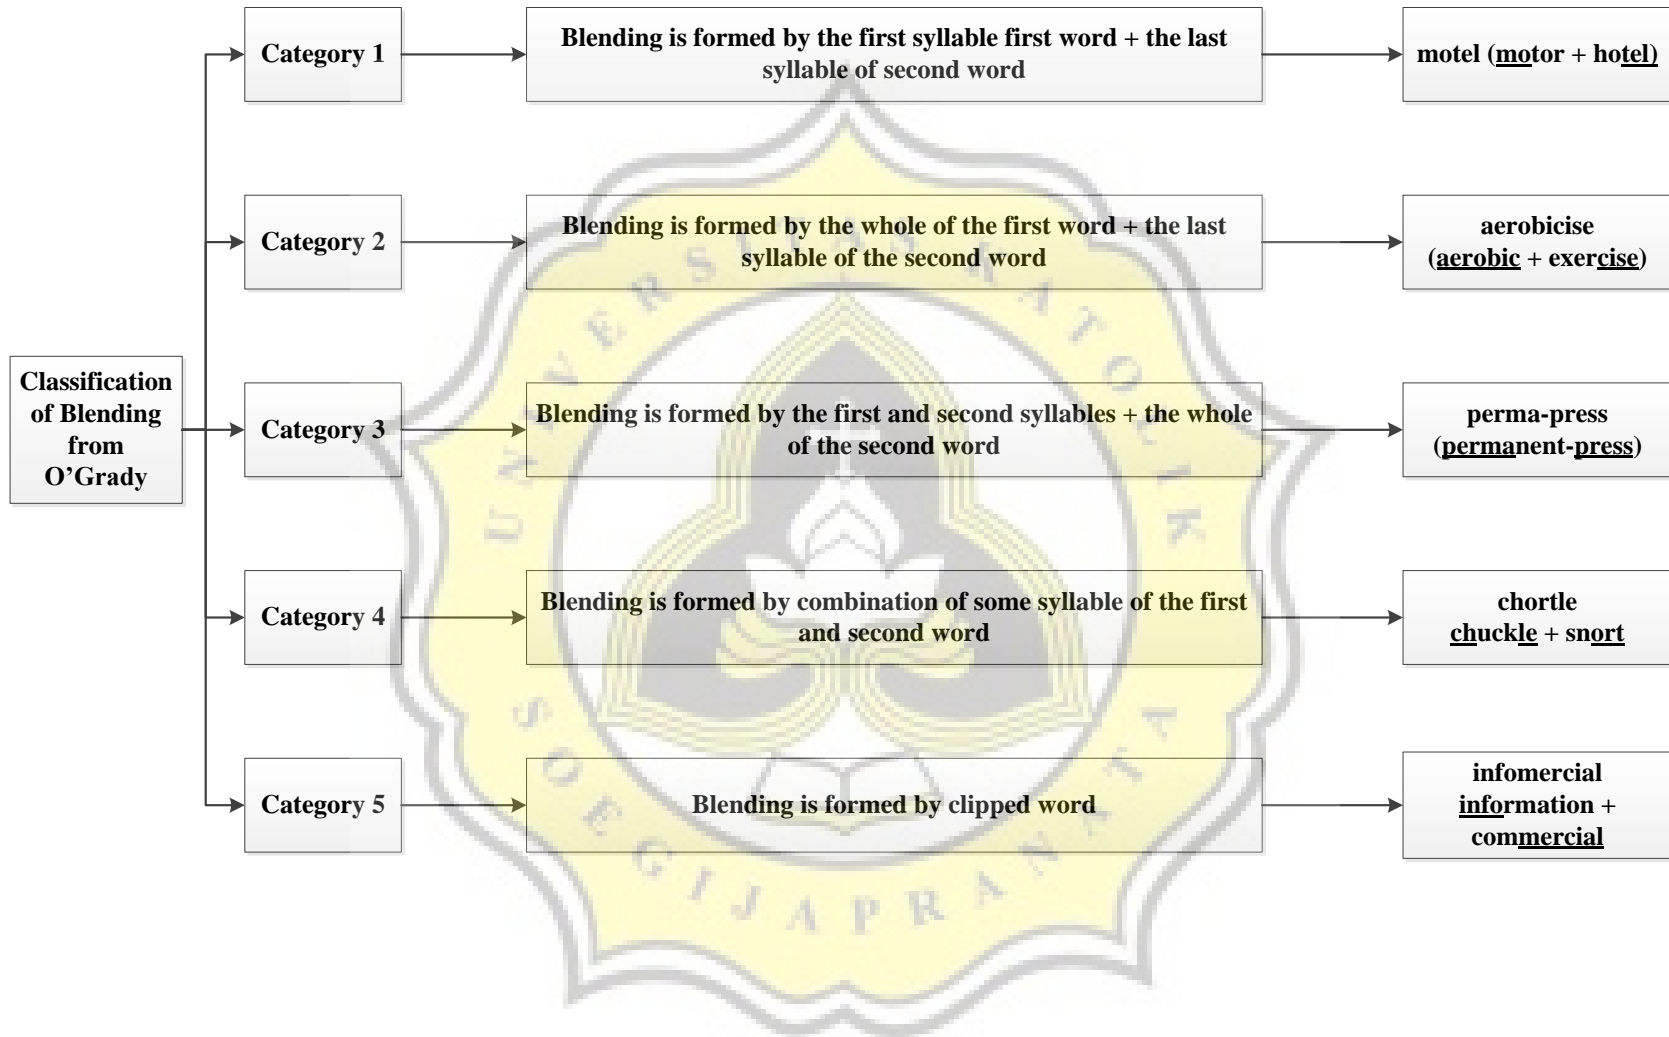 Classification
of Blending
from
O’Grady
Category 1
Blending is formed by the first syllable first word + the last
syllable of second word
motel (motor + hotel)
Category 2
Blending is formed by the whole of the first word + the last
syllable of the second word
aerobicise
(aerobic + exercise)
Category 3
Blending is formed by the first and second syllables + the whole
of the second word
perma-press
(permanent-press)
Category 4
Blending is formed by combination of some syllable of the first
and second word
chortle
chuckle + snort
Category 5
Blending is formed by clipped word
infomercial
information +
commercial
UNIVERSITAS KATOLIK
SOEGIJAPRANATA